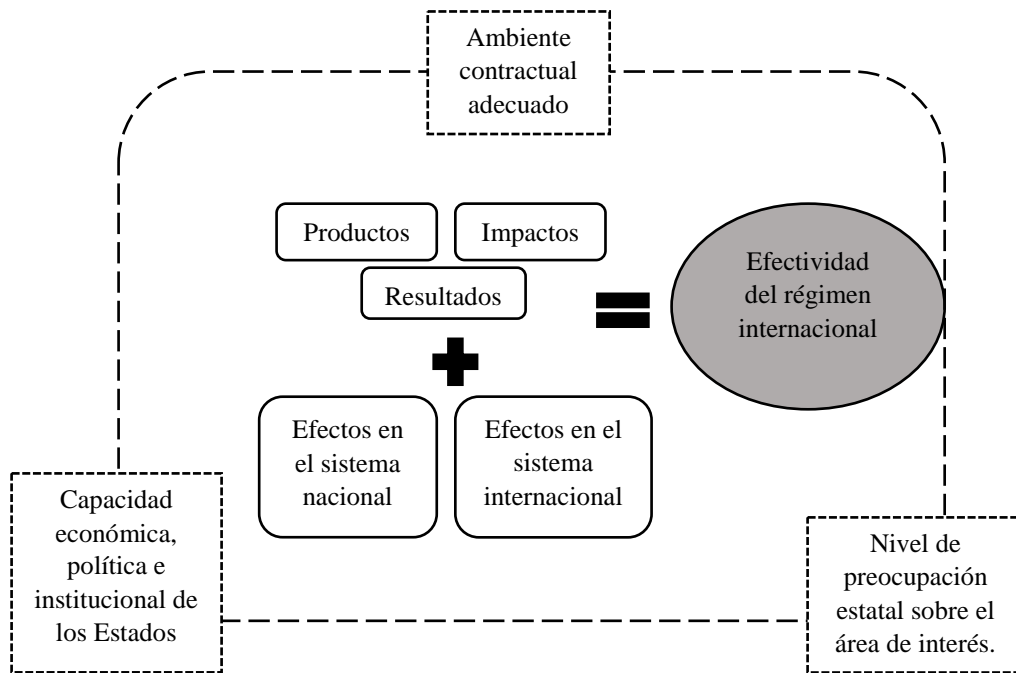 Ambiente
contractual
adecuado
Productos
Impactos
Resultados
Efectividad
del régimen
internacional
Efectos en
el sistema
nacional
Efectos en el
sistema
internacional
Capacidad
económica,
política e
institucional de
los Estados
Nivel de
preocupación
estatal sobre el
área de interés.